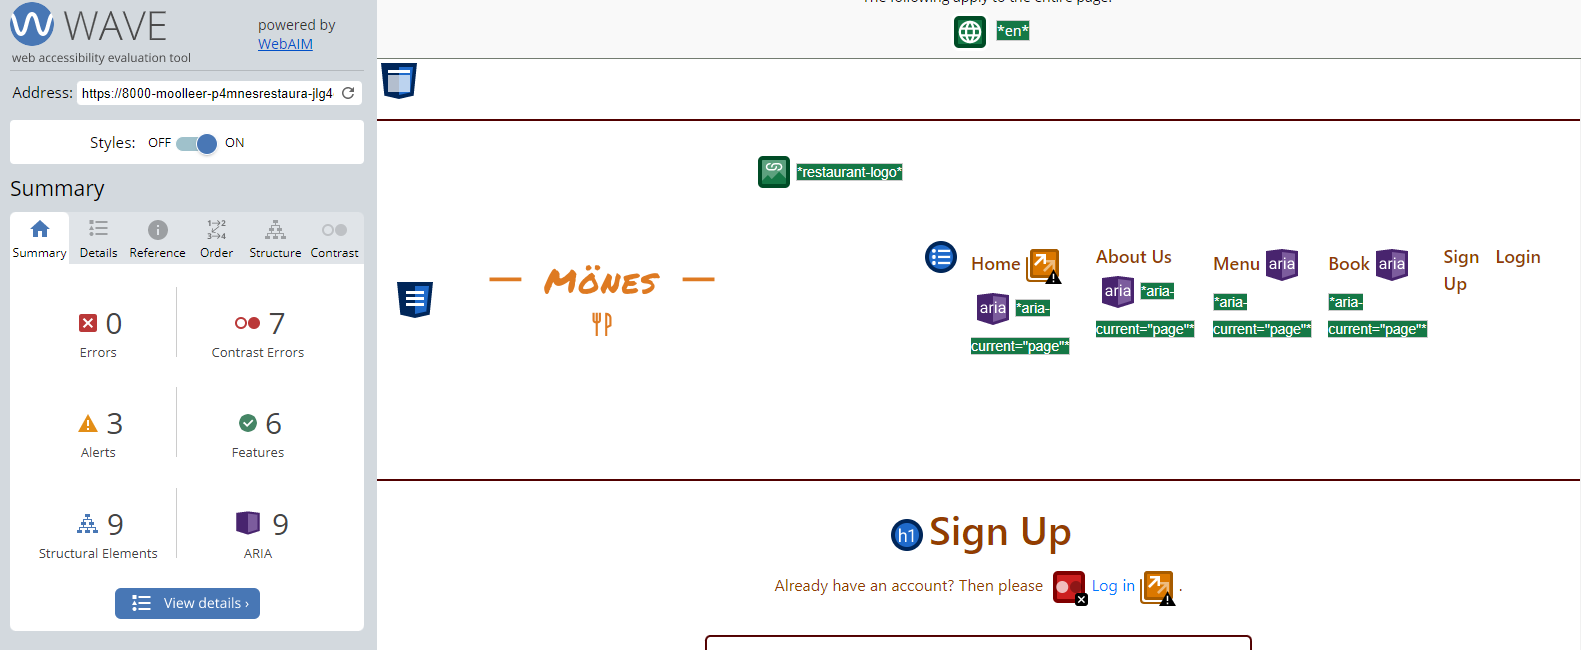 WAVE
powered by
WebAIM
web accessibility evaluation tool
Address: https://8000-moolleer-p4mnesrestaura-jlg4
Styles: OFF ON
Summary
Summary Details Reference Order Structure Contrast
0 Errors
7 Contrast Errors
3 Alerts
6 Features
9 Structural Elements
9 ARIA
View details ›
The following apply to the entire page:
*en*
*restaurant-logo*
MÖNES
Home
aria *aria-
current="page"*
About Us
aria *aria-
current="page"*
Menu aria
*aria-
current="page"*
Book aria
*aria-
current="page"*
Sign
Up
Login
h1 Sign Up
Already have an account? Then please Log in .